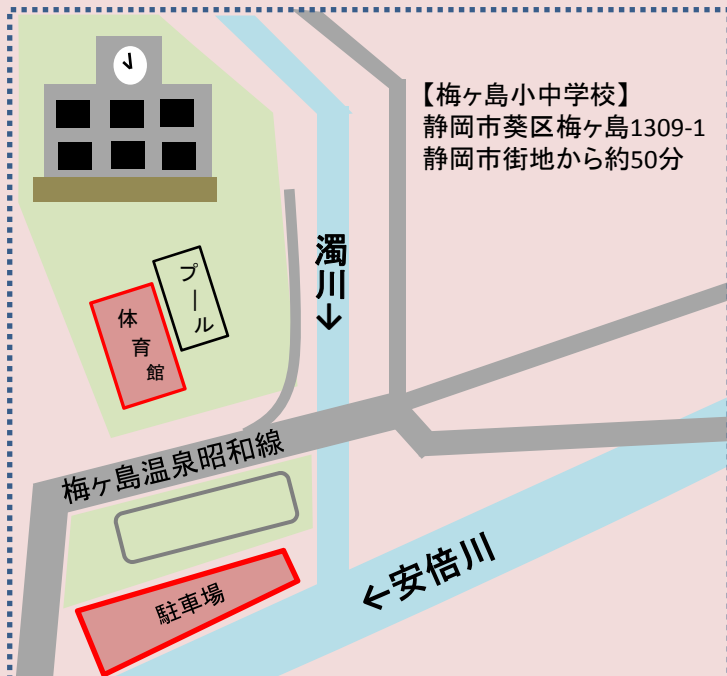 【梅ヶ島小中学校】
静岡市葵区梅ヶ島1309-1
静岡市街地から約50分
濁川→
プール
体育館
梅ヶ島温泉昭和線
←安倍川
駐車場